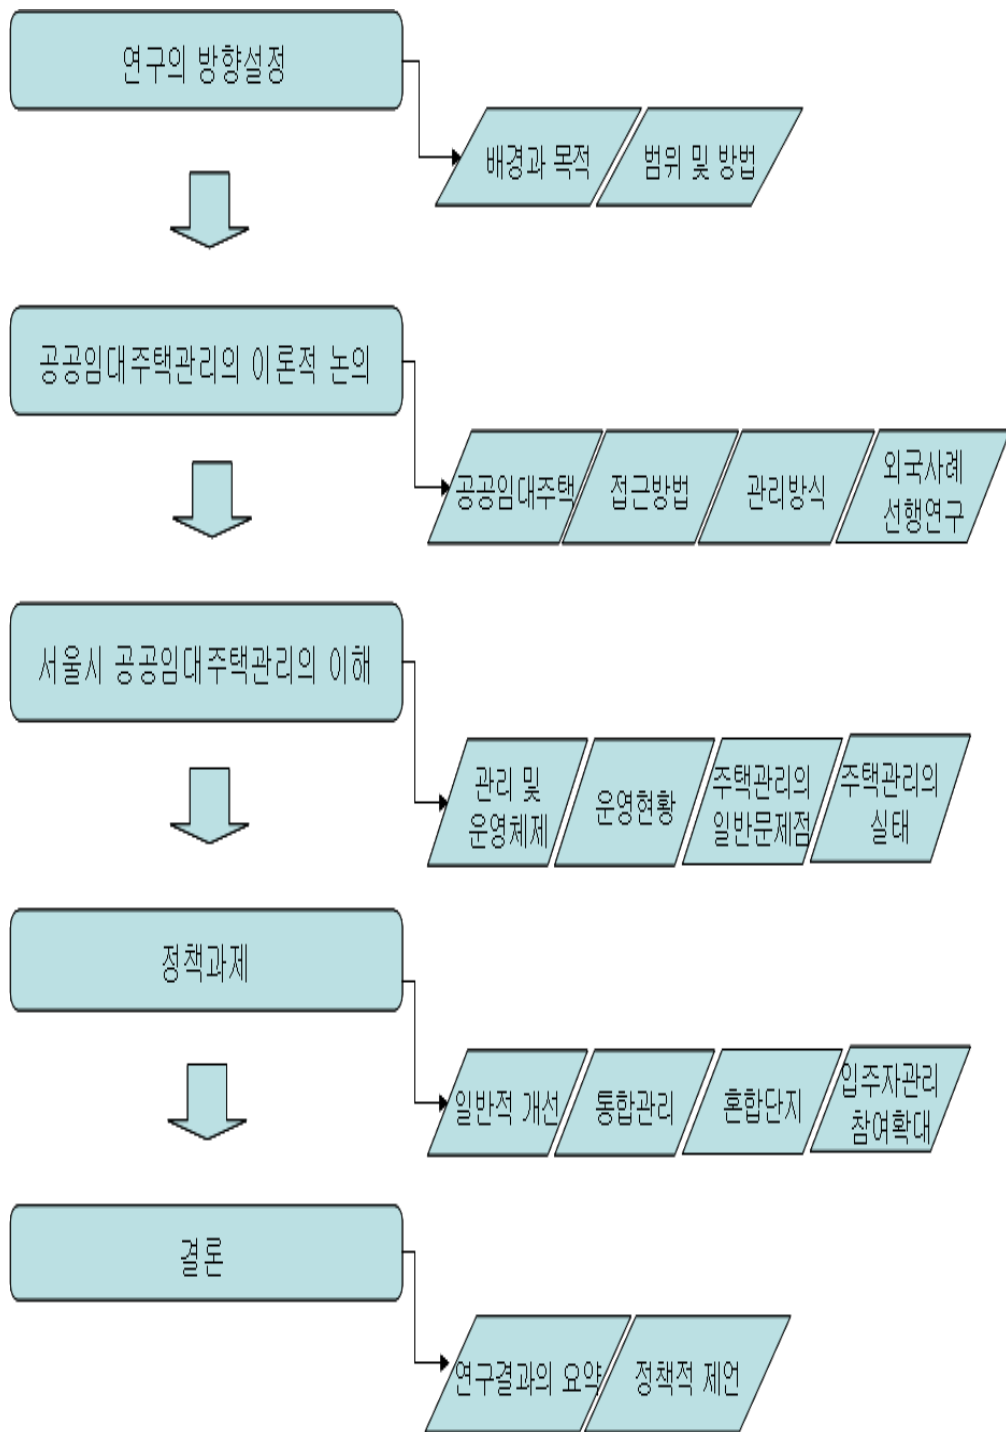 연구의 방향설정
배경과 목적
범위 및 방법
공공임대주택관리의 이론적 논의
공공임대주택
접근방법
관리방식
외국사례
선행연구
서울시 공공임대주택관리의 이해
관리 및
운영체제
운영현황
주택관리의
일반문제점
주택관리의
실태
정책과제
일반적 개선
통합관리
혼합단지
입주자관리
참여확대
결론
연구결과의 요약
정책적 제언